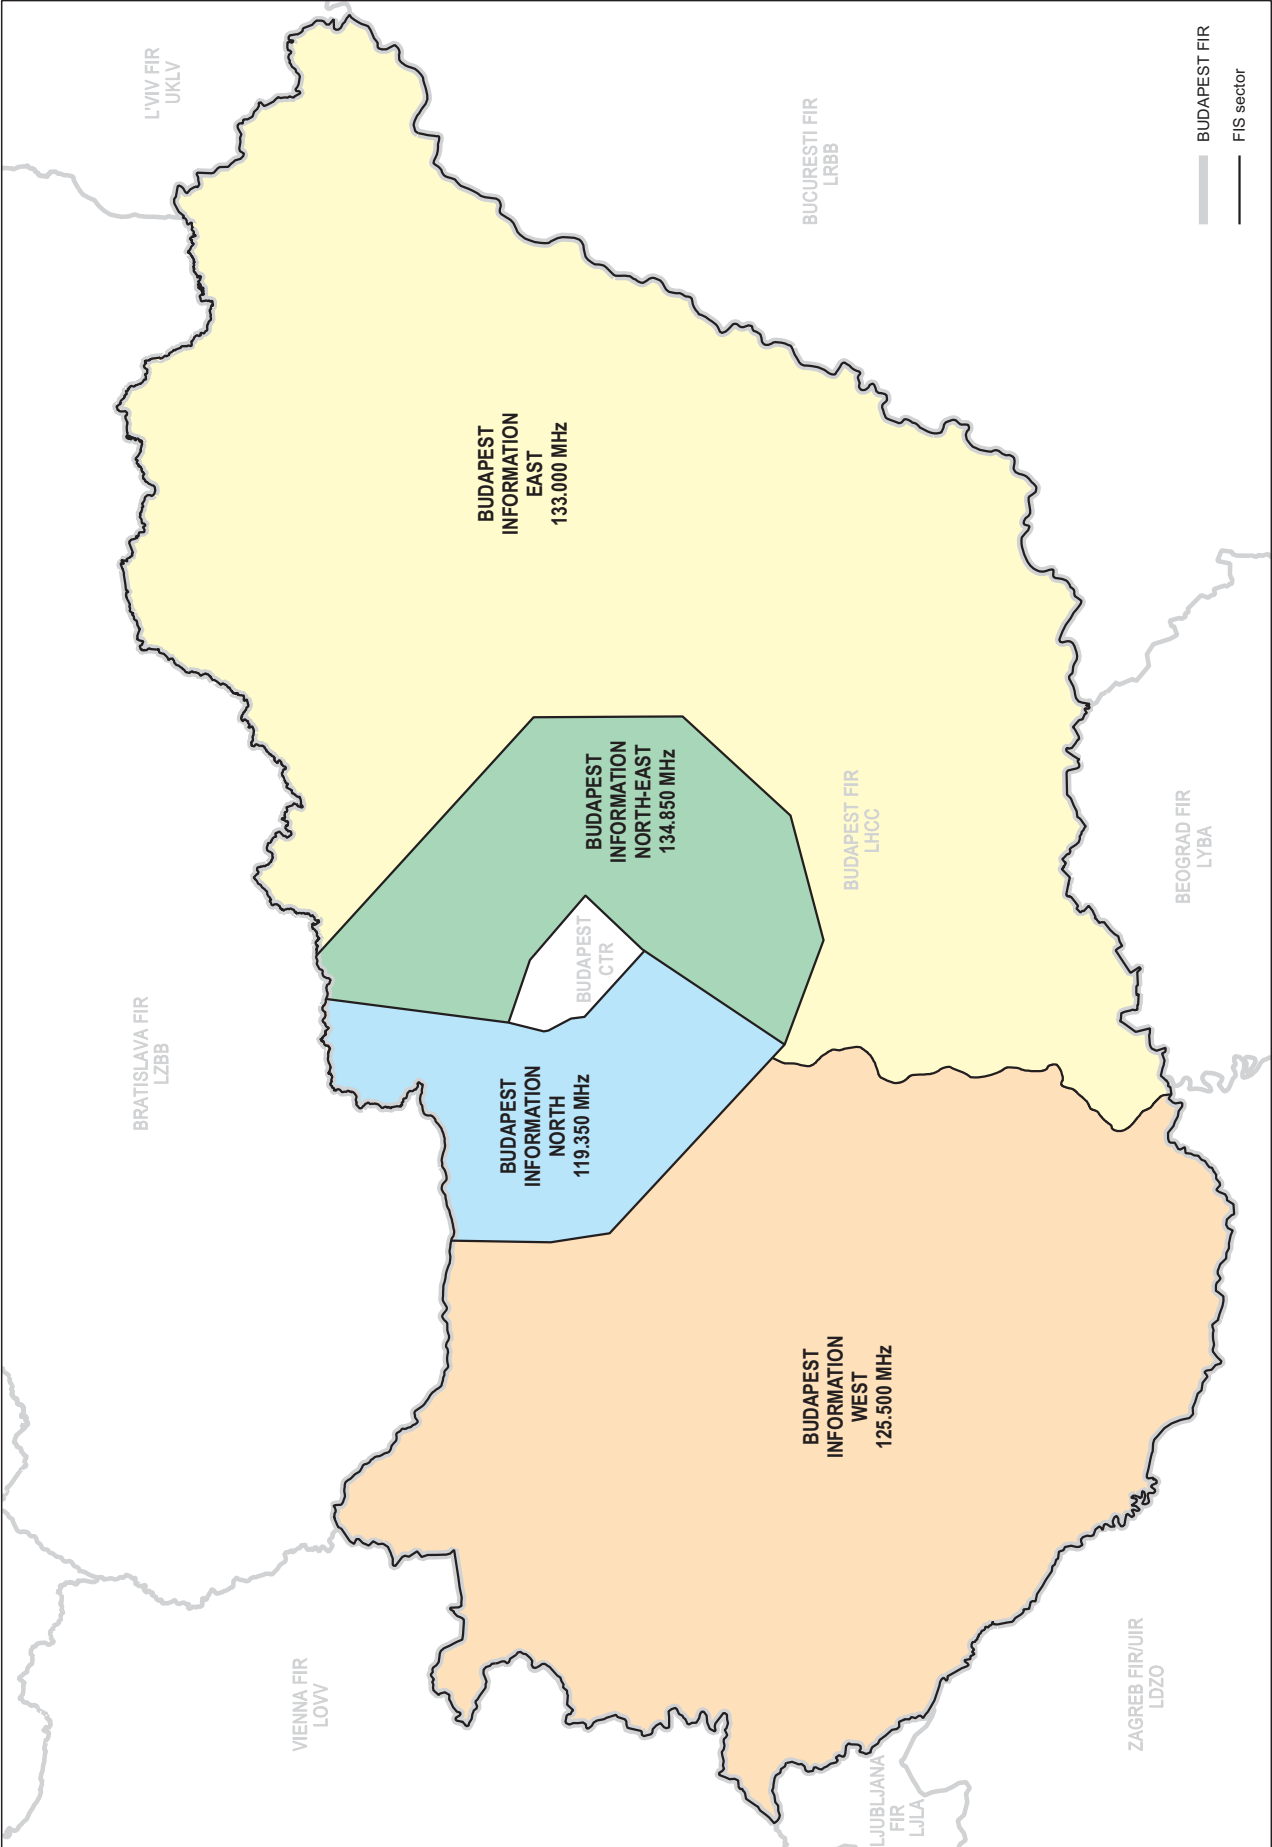 L'VIV FIR
UKLV
BRATISLAVA FIR
LZBB
VIENNA FIR
LOVV
BUDAPEST
INFORMATION
EAST
133.000 MHz
BUDAPEST
INFORMATION
NORTH-EAST
134.850 MHz
BUDAPEST
CTR
BUDAPEST
INFORMATION
NORTH
119.350 MHz
BUDAPEST
INFORMATION
WEST
125.500 MHz
BUDAPEST FIR
LHCC
BUCURESTI FIR
LRBB
BEOGRAD FIR
LYBA
LJUBLJANA
FIR
LJLA
ZAGREB FIR/UIR
LDZO
BUDAPEST FIR
FIS sector